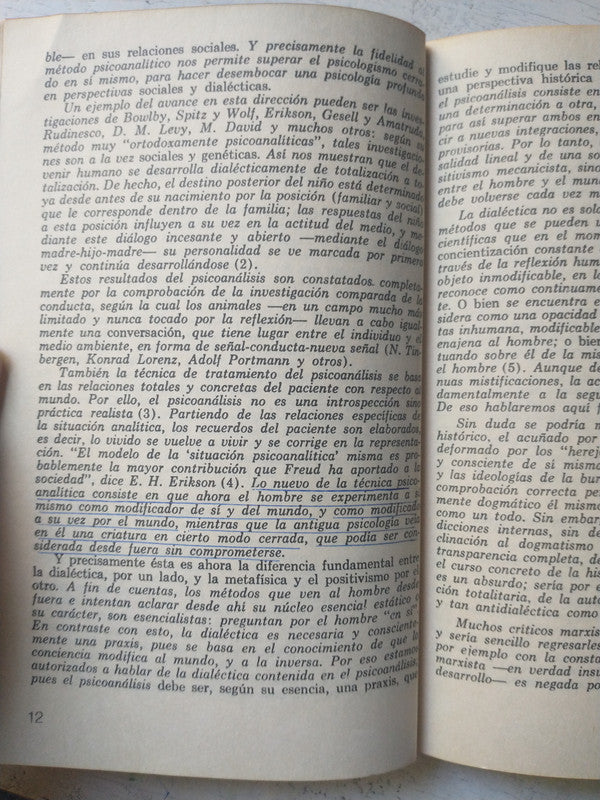 ble— en sus relaciones sociales. Y precisamente la fidelidad al
método psicoanalítico nos permite superar el psicologismo cerra-
do en sí mismo, para hacer desembocar una psicología profunda
en perspectivas sociales y dialécticas.
Un ejemplo del avance en esta dirección pueden ser las inves-
tigaciones de Bowlby, Spitz y Wolf, Erikson, Gesell y Amatruda,
Rudinesco, D. M. Levy, M. David y muchos otros: según su
método muy "ortodoxamente psicoanalíticas", tales investigacio-
nes son a la vez sociales y genéticas. Así nos muestran que el de-
venir humano se desarrolla dialécticamente de totalización a to-
talización. De hecho, el destino posterior del niño está determinado
ya desde antes de su nacimiento por la posición (familiar y social)
que le corresponde dentro de la familia; las respuestas del niño
a esta posición influyen a su vez en la actitud del medio, y me-
diante este diálogo incesante y abierto —mediante el diálogo
madre-hijo-madre— su personalidad se ve marcada por primera
vez y continúa desarrollándose (2).
Estos resultados del psicoanálisis son constatados. completa-
mente por la comprobación de la investigación comparada de la
conducta, según la cual los animales —en un campo mucho más
limitado y nunca tocado por la reflexión— llevan a cabo igual-
mente una conversación, que tiene lugar entre el individuo y el
medio ambiente, en forma de señal-conducta-nueva señal (N. Tin-
bergen, Konrad Lorenz, Adolf Portmann y otros).
También la técnica de tratamiento del psicoanálisis se basa
en las relaciones totales y concretas del paciente con respecto al
mundo. Por ello, el psicoanálisis no es una introspección sino
práctica realista (3). Partiendo de las relaciones específicas de
la situación analítica, los recuerdos del paciente son elaborados,
es decir, lo vivido se vuelve a vivir y se corrige en la representa-
ción. "El modelo de la 'situación psicoanalítica' misma es pro-
bablemente la mayor contribución que Freud ha aportado a la
sociedad", dice E. H. Erikson (4). Lo nuevo de la técnica psico-
analítica consiste en que ahora el hombre se experimenta a sí
mismo como modificador de sí y del mundo, y como modificado
a su vez por el mundo, mientras que la antigua psicología veía
en él una criatura en cierto modo cerrada, que podía ser con-
siderada desde fuera sin comprometerse.
Y precisamente ésta es ahora la diferencia fundamental entre
la dialéctica, por un lado, y la metafísica y el positivismo por el
otro. A fin de cuentas, los métodos que ven al hombre desde
fuera e intentan aclarar desde ahí su núcleo esencial estático o
su carácter, son esencialistas: preguntan por el hombre "en sí".
En contraste con esto, la dialéctica es necesaria y consciente-
mente una praxis, pues se basa en el conocimiento de que la
conciencia modifica al mundo, y a la inversa. Por eso estamos
autorizados a hablar de la dialéctica contenida en el psicoanálisis,
pues el psicoanálisis debe ser, según su esencia, una praxis, que
12
estudie y modifique las rel
una perspectiva histórica
el psicoanálisis consiste en
una determinación a otra,
para así superar ambos en
cir a nuevas integraciones,
provisorias. Por lo tanto,
salidad lineal y de una so
sitivismo mecanicista, sino
entre el hombre y el mun
debe volverse cada vez m
La dialéctica no es solo
métodos que se pueden u
científicas que en el mom
concientización constante
través de la reflexión hum
objeto inmodificable, en l
reconoce como continuame
te. O bien se encuentra e
sidera como una opacidad
tas inhumana, modificable
enajena al hombre; o bien
tuando sobre él de la mis
el hombre (5). Aunque de
nuas mistificaciones, la ac
damentalmente a la segu
De eso hablaremos aquí f
Sin duda se podría n
histórico, el acuñado por
deformado por los "herej
y consciente de sí misma
y las ideologías de la bur
comprobación correcta pe
mente dogmático él mismo
como un todo. Sin embar
dicciones internas, sin de
clinación al dogmatismo
transparencia completa, de
el curso concreto de la his
es un absurdo; sería por e
ción totalitaria, de la auto
y tan antidialéctica como
Muchos críticos marxis
y sería sencillo regresarles
por ejemplo con la consta
marxista —en verdad insu
desarrollo— es negada po